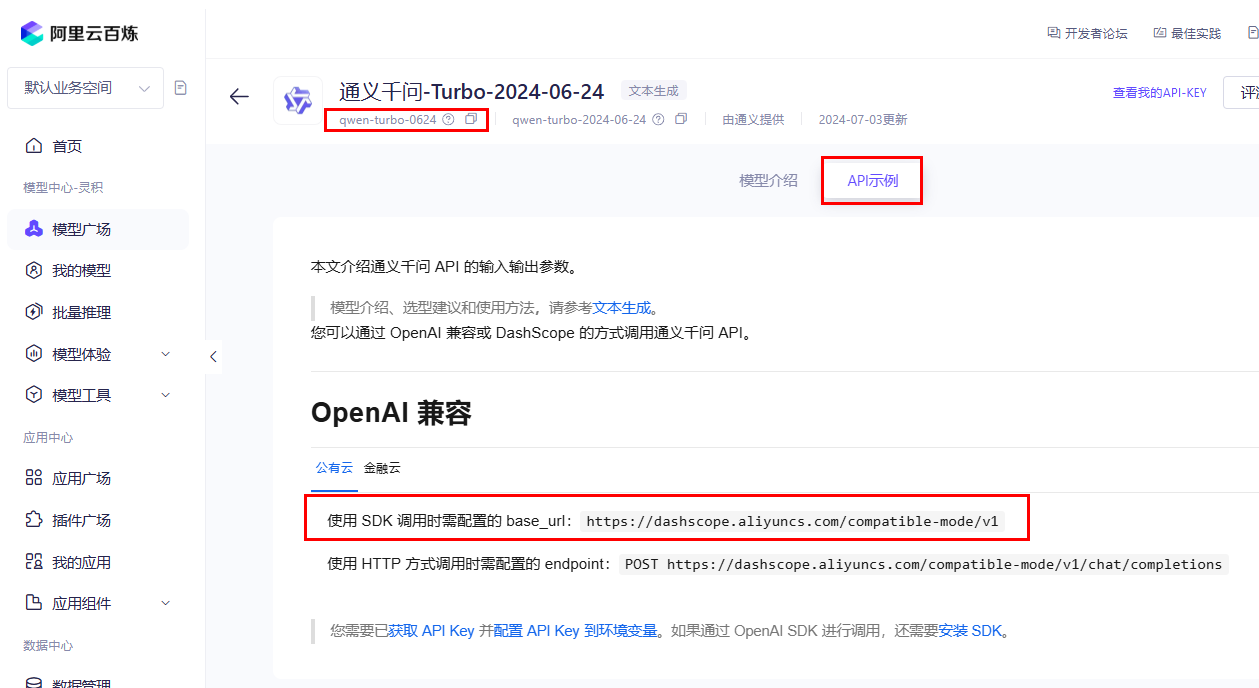 阿里云百炼
开发者论坛
最佳实践
默认业务空间
通义千问-Turbo-2024-06-24
文本生成
查看我的API-KEY
qwen-turbo-0624
qwen-turbo-2024-06-24
由通义提供
2024-07-03更新
首页
模型中心-灵积
模型介绍
API示例
模型广场
我的模型
批量推理
模型体验
模型工具
应用中心
应用广场
插件广场
我的应用
应用组件
数据中心
数据管理
本文介绍通义千问 API 的输入输出参数。
模型介绍、选型建议和使用方法，请参考文本生成。
您可以通过 OpenAI 兼容或 DashScope 的方式调用通义千问 API。
OpenAI 兼容
公有云 金融云
使用 SDK 调用时需配置的 base_url： https://dashscope.aliyuncs.com/compatible-mode/v1
使用 HTTP 方式调用时需配置的 endpoint： POST https://dashscope.aliyuncs.com/compatible-mode/v1/chat/completions
您需要已获取 API Key 并配置 API Key 到环境变量。如果通过 OpenAI SDK 进行调用，还需要安装 SDK。